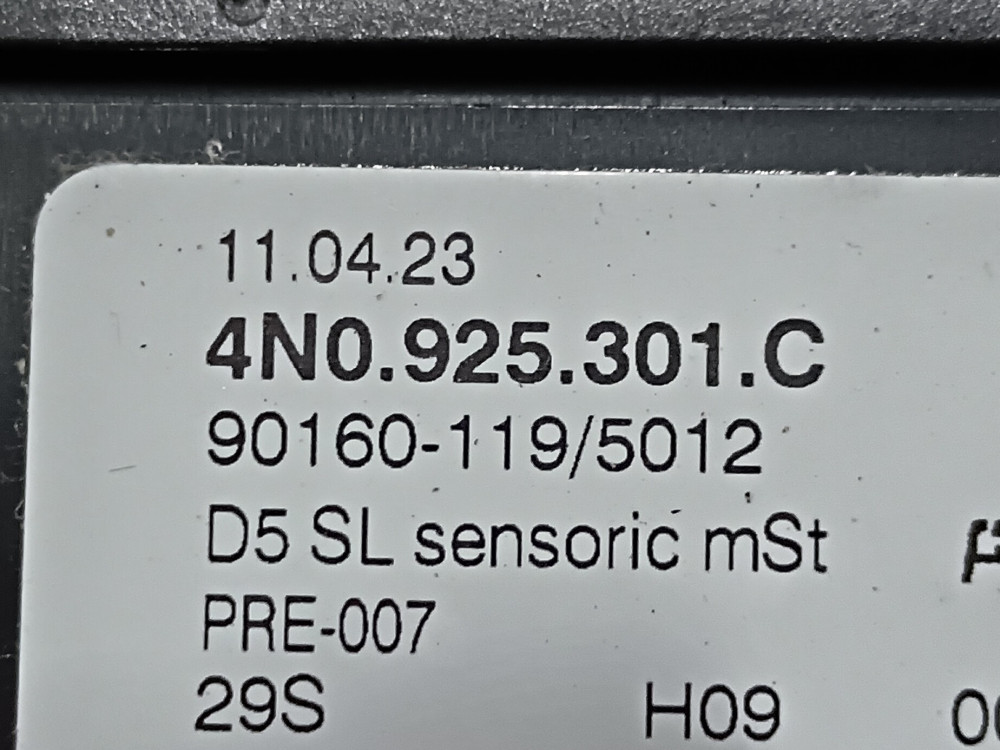 11.04.23
4N0.925.301.C
90160-119/5012
D5 SL sensoric mSt
PRE-007
29S H09